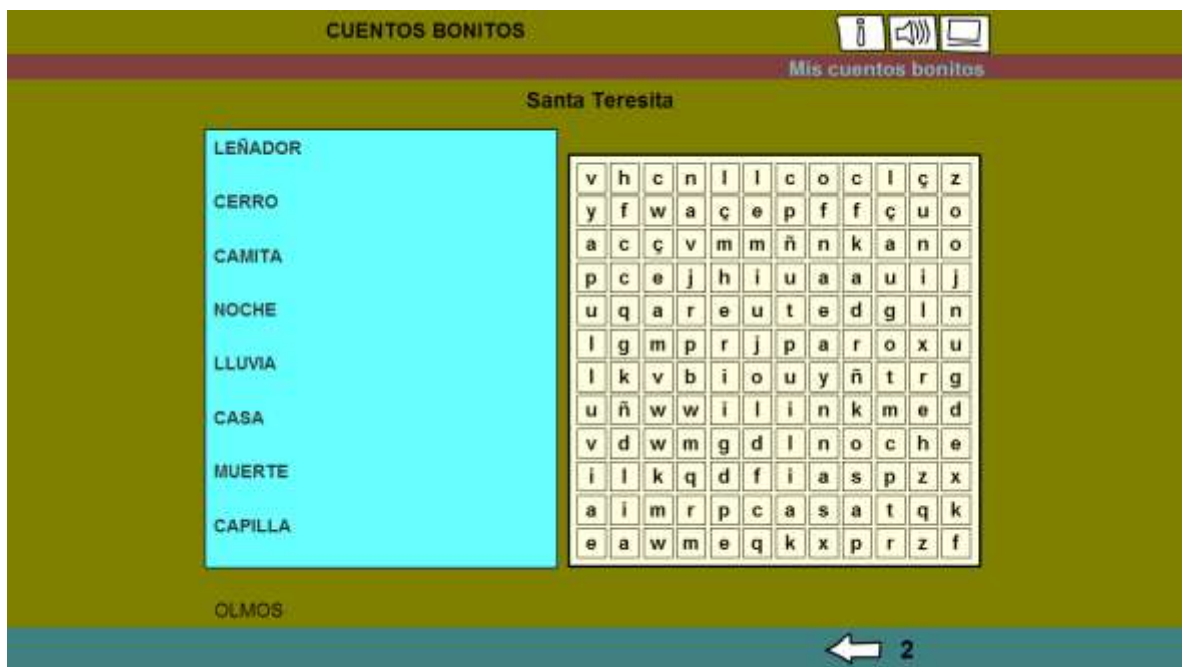 CUENTOS BONITOS
Mis cuentos bonitos
Santa Teresita
LEÑADOR
CERRO
CAMITA
NOCHE
LLUVIA
CASA
MUERTE
CAPILLA
v h c n l l c o c l ç z
y f w a ç e p f f ç u o
a c ç v m m ñ n k a n o
p c e j h i u a a u i j
u q a r e u t e d g l n
l g m p r j p a r o x u
l k v b i o u y ñ t r g
u ñ w w i l i n k m e d
v d w m g d l n o c h e
i l k q d f i a s p z x
a i m r p c a s a t q k
e a w m e q k x p r z f
OLMOS
2